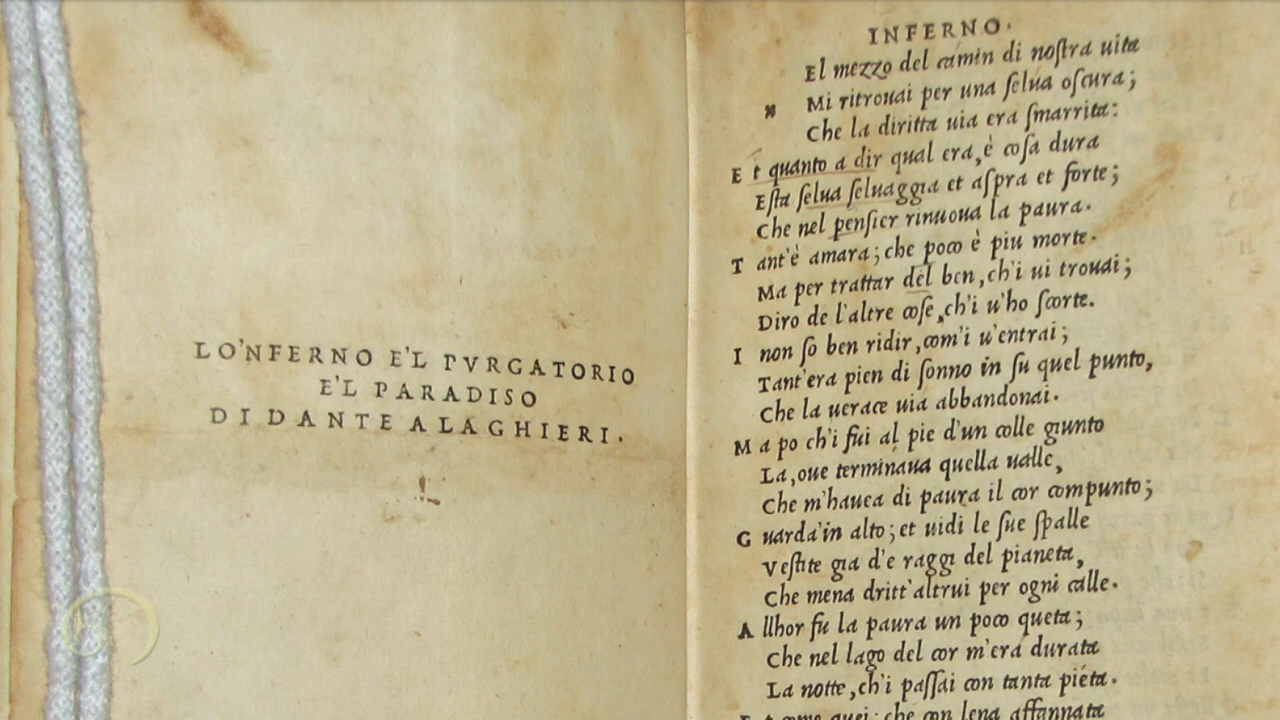 LO'NFERNO E'L PVRGATORIO
E'L PARADISO
DI DANTE ALAGHIERI.
INFERNO.
El mezzo del camin di noſtra uita
n Mi ritrouai per una ſelua oſcura;
Che la diritta uia era ſmarrita:
E t quanto a dir qual era, è coſa dura
Eſta ſelua ſeluaggia et aſpra et forte;
Che nel penſier rinuoua la paura.
T ant'è amara; che poco è piu morte.
Ma per trattar del ben, ch'i ui trouai;
Diro de l'altre coſe, ch'i u'ho ſcorte.
I non ſo ben ridir, com'i u'entrai;
Tant'era pien di ſonno in ſu quel punto,
Che la uerace uia abbandonai.
M a po ch'i fui al pie d'un colle giunto
La, oue terminaua quella ualle,
Che m'hauea di paura il cor compunto;
G uarda'in alto; et uidi le ſue ſpalle
Veſtite gia d'e raggi del pianeta,
Che mena dritt'altrui per ogni calle.
A llhor fu la paura un poco queta;
Che nel lago del cor m'era durata
La notte, ch'i paſſai con tanta piéta.
E t come quei; che con lena affannata